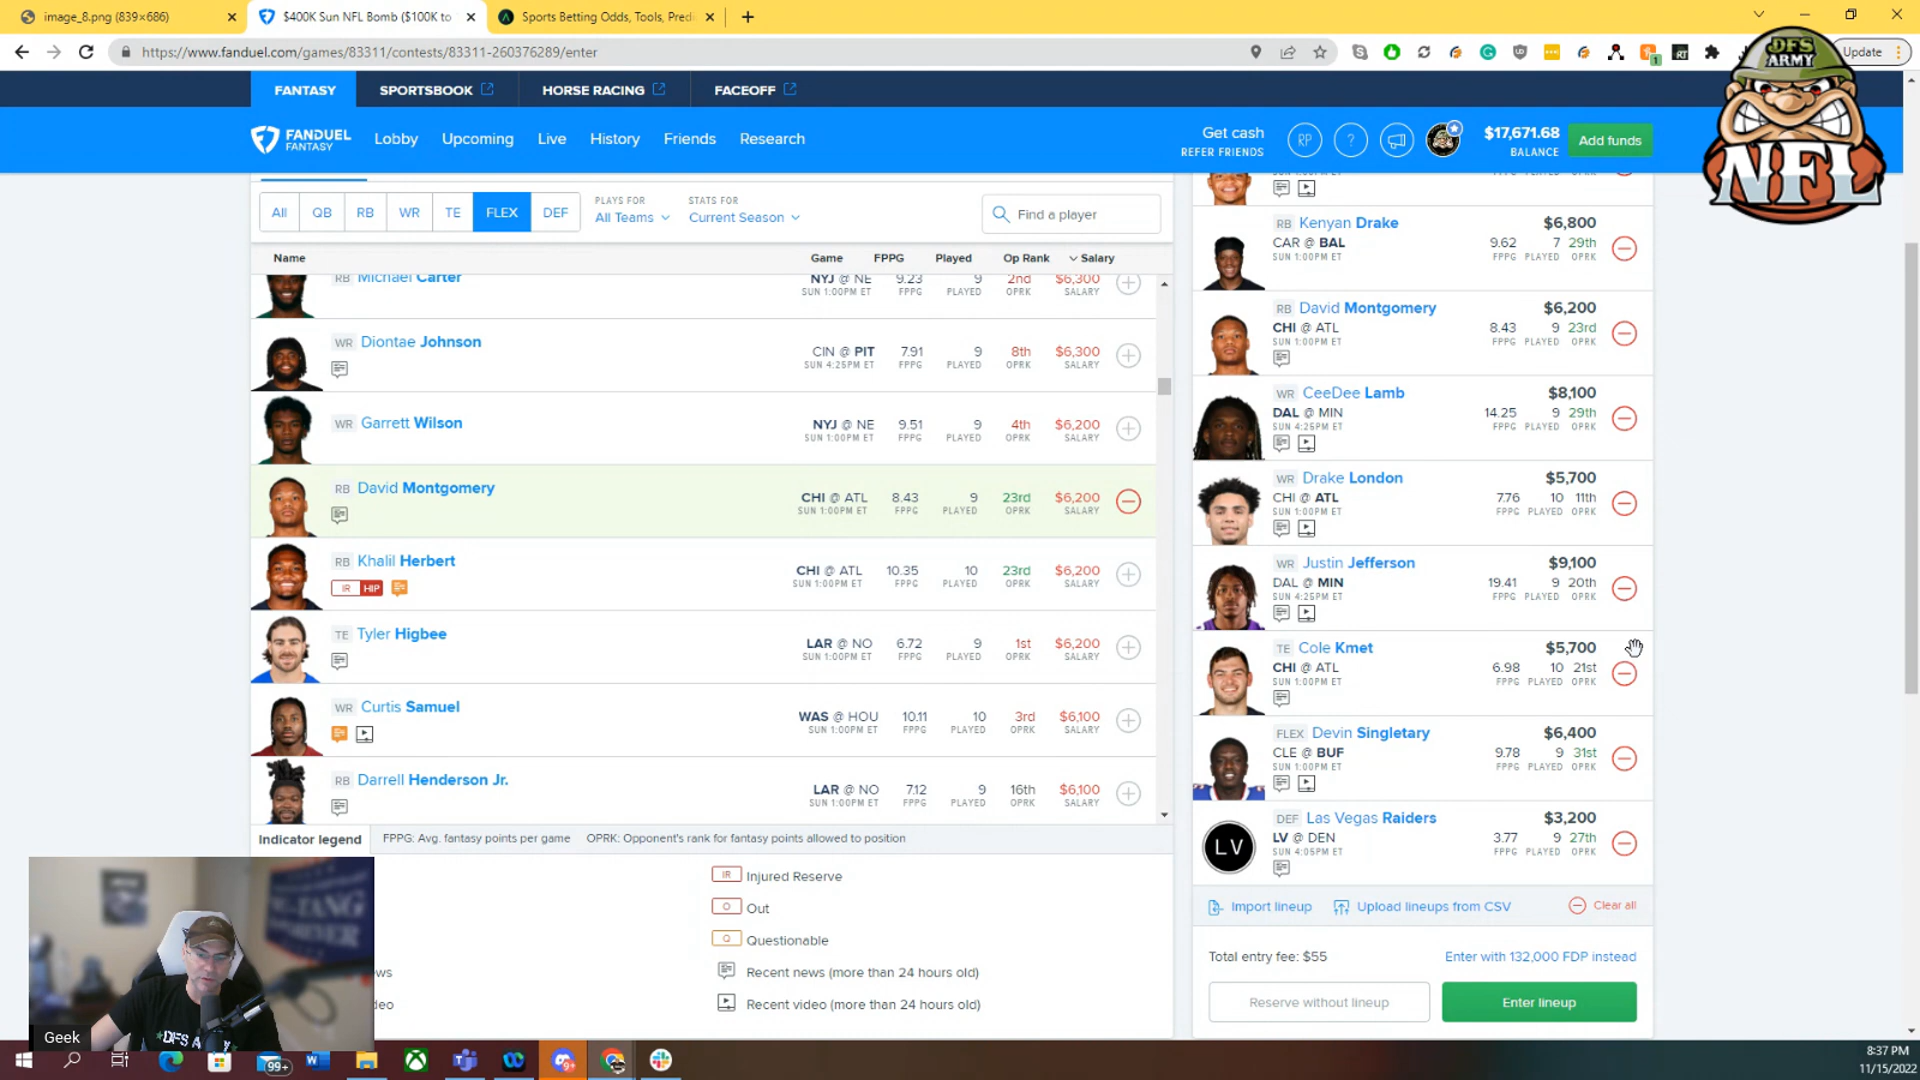 image_8.png (839×686)
$400K Sun NFL Bomb ($100K to
Sports Betting Odds, Tools, Predi
https://www.fanduel.com/games/83311/contests/83311-260376289/enter
Update
DFS
ARMY
NFL
FANTASY
SPORTSBOOK
HORSE RACING
FACEOFF
FANDUEL
FANTASY
Lobby
Upcoming
Live
History
Friends
Research
Get cash
REFER FRIENDS
RP
?
$17,671.68
BALANCE
Add funds
All
QB
RB
WR
TE
FLEX
DEF
PLAYS FOR
All Teams
STATS FOR
Current Season
Find a player
Name Game FPPG Played Op Rank Salary
RB Michael Carter
NYJ @ NE 9.23 9 2nd $6,300
SUN 1:00PM ET FPPG PLAYED OPRK SALARY
WR Diontae Johnson
CIN @ PIT 7.91 9 8th $6,300
SUN 4:25PM ET FPPG PLAYED OPRK SALARY
WR Garrett Wilson
NYJ @ NE 9.51 9 4th $6,200
SUN 1:00PM ET FPPG PLAYED OPRK SALARY
RB David Montgomery
CHI @ ATL 8.43 9 23rd $6,200
SUN 1:00PM ET FPPG PLAYED OPRK SALARY
RB Khalil Herbert
IR HIP
CHI @ ATL 10.35 10 23rd $6,200
SUN 1:00PM ET FPPG PLAYED OPRK SALARY
TE Tyler Higbee
LAR @ NO 6.72 9 1st $6,200
SUN 1:00PM ET FPPG PLAYED OPRK SALARY
WR Curtis Samuel
WAS @ HOU 10.11 10 3rd $6,100
SUN 1:00PM ET FPPG PLAYED OPRK SALARY
RB Darrell Henderson Jr.
LAR @ NO 7.12 9 16th $6,100
SUN 1:00PM ET FPPG PLAYED OPRK SALARY
Indicator legend
FPPG: Avg. fantasy points per game
OPRK: Opponent's rank for fantasy points allowed to position
IR Injured Reserve
O Out
Q Questionable
Recent news (more than 24 hours old)
Recent video (more than 24 hours old)
ws
deo
SUN 1:00PM ET
RB Kenyan Drake $6,800
CAR @ BAL 9.62 7 29th
SUN 1:00PM ET FPPG PLAYED OPRK
RB David Montgomery $6,200
CHI @ ATL 8.43 9 23rd
SUN 1:00PM ET FPPG PLAYED OPRK
WR CeeDee Lamb $8,100
DAL @ MIN 14.25 9 29th
SUN 4:25PM ET FPPG PLAYED OPRK
WR Drake London $5,700
CHI @ ATL 7.76 10 11th
SUN 1:00PM ET FPPG PLAYED OPRK
WR Justin Jefferson $9,100
DAL @ MIN 19.41 9 20th
SUN 4:25PM ET FPPG PLAYED OPRK
TE Cole Kmet $5,700
CHI @ ATL 6.98 10 21st
SUN 1:00PM ET FPPG PLAYED OPRK
FLEX Devin Singletary $6,400
CLE @ BUF 9.78 9 31st
SUN 1:00PM ET FPPG PLAYED OPRK
LV
DEF Las Vegas Raiders $3,200
LV @ DEN 3.77 9 27th
SUN 4:05PM ET FPPG PLAYED OPRK
Import lineup
Upload lineups from CSV
Clear all
Total entry fee: $55
Enter with 132,000 FDP instead
Reserve without lineup
Enter lineup
Geek
DFS
99+
8:37 PM
11/15/2022